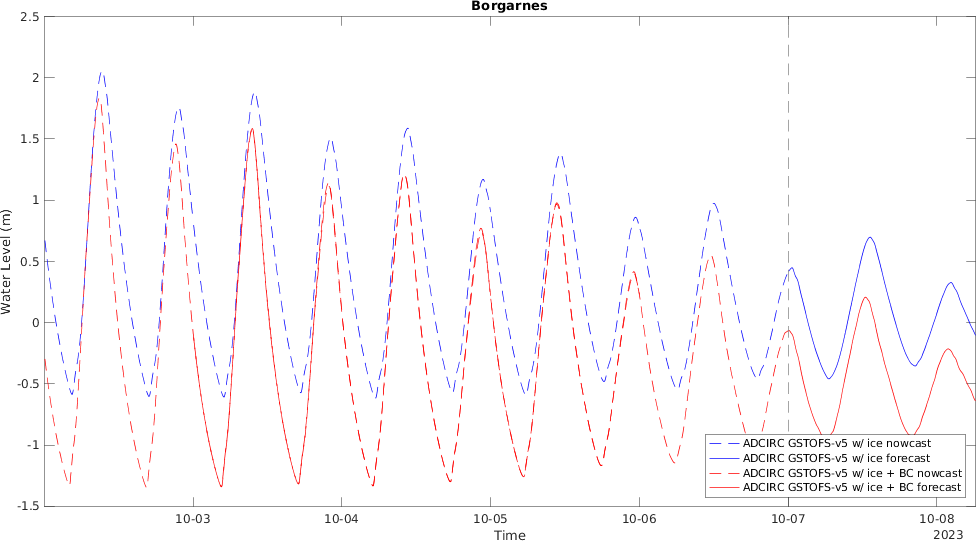 Borgarnes
2.5
2
1.5
1
0.5
0
-0.5
-1
-1.5
Water Level (m)
ADCIRC GSTOFS-v5 w/ ice nowcast
ADCIRC GSTOFS-v5 w/ ice forecast
ADCIRC GSTOFS-v5 w/ ice + BC nowcast
ADCIRC GSTOFS-v5 w/ ice + BC forecast
10-03 10-04 10-05 10-06 10-07 10-08
Time
2023